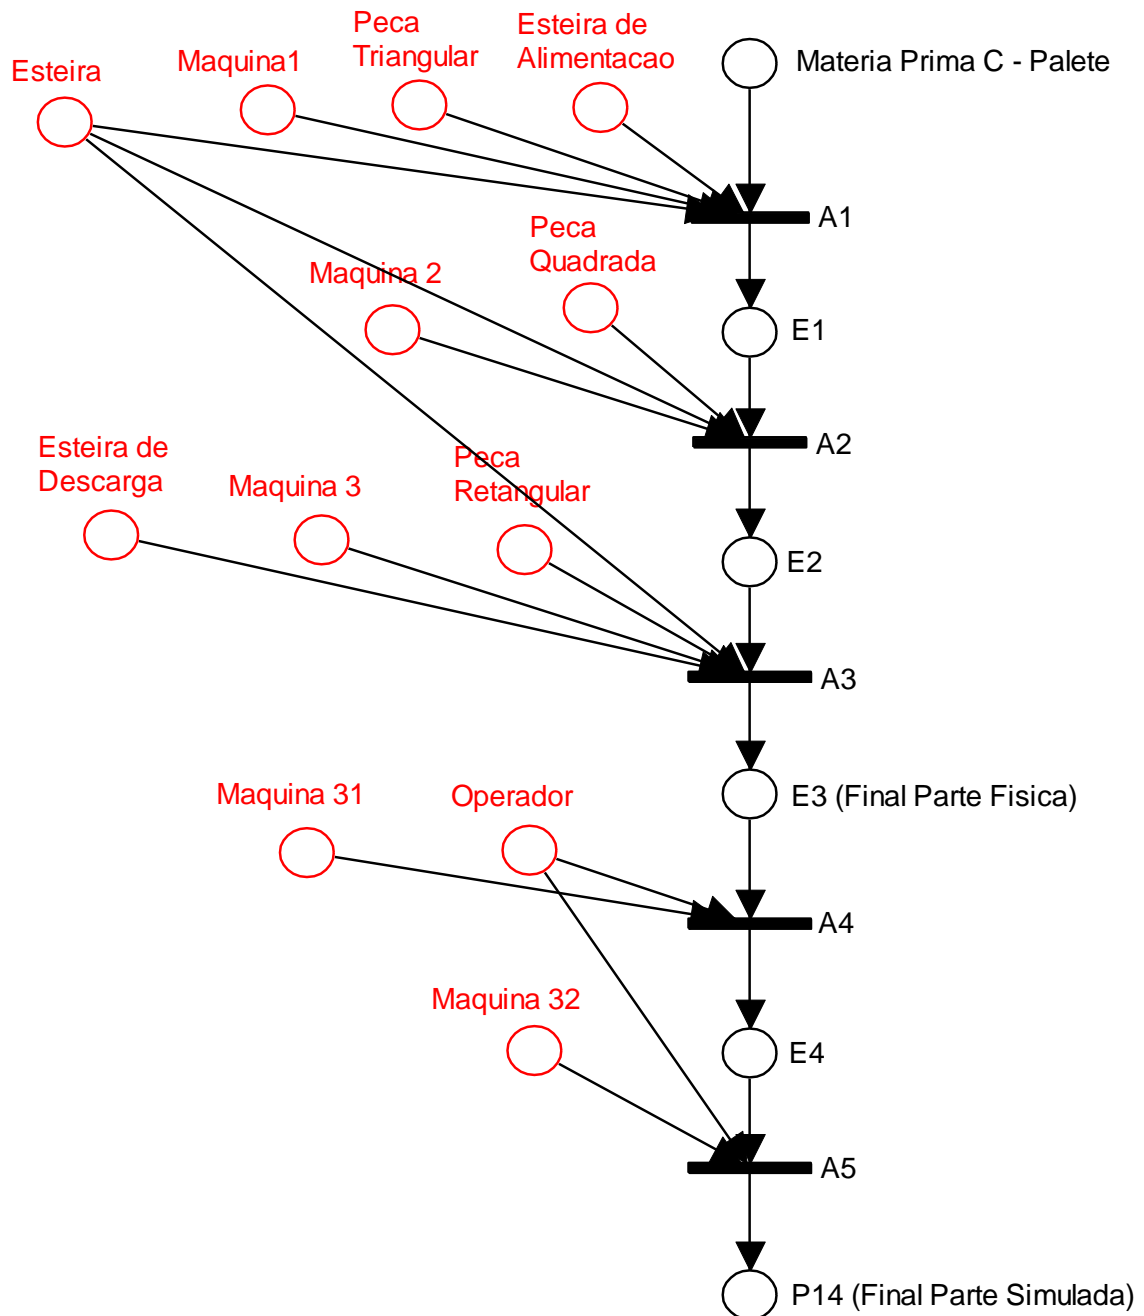 Peca
Triangular
Esteira de
Alimentacao
Maquina1
Esteira
Materia Prima C - Palete
A1
Peca
Quadrada
Maquina 2
E1
A2
Esteira de
Descarga
Maquina 3
Peca
Retangular
E2
A3
Maquina 31
Operador
E3 (Final Parte Fisica)
A4
Maquina 32
E4
A5
P14 (Final Parte Simulada)